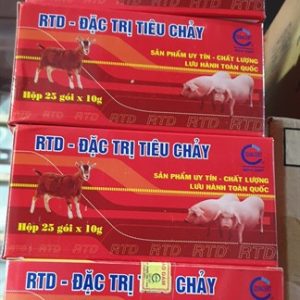 RTD - ĐẶC TRỊ TIÊU CHẢY
SẢN PHẨM UY TÍN - CHẤT LƯỢNG
LƯU HÀNH TOÀN QUỐC
Hộp 25 gói x 10g
RTD RTD RTD RTD RTD
RTD - ĐẶC TRỊ TIÊU CHẢY
SẢN PHẨM UY TÍN - CHẤT LƯỢNG
LƯU HÀNH TOÀN QUỐC
Hộp 25 gói x 10g
RTD RTD RTD RTD RTD
RTD - ĐẶC TRỊ TIÊU CHẢY